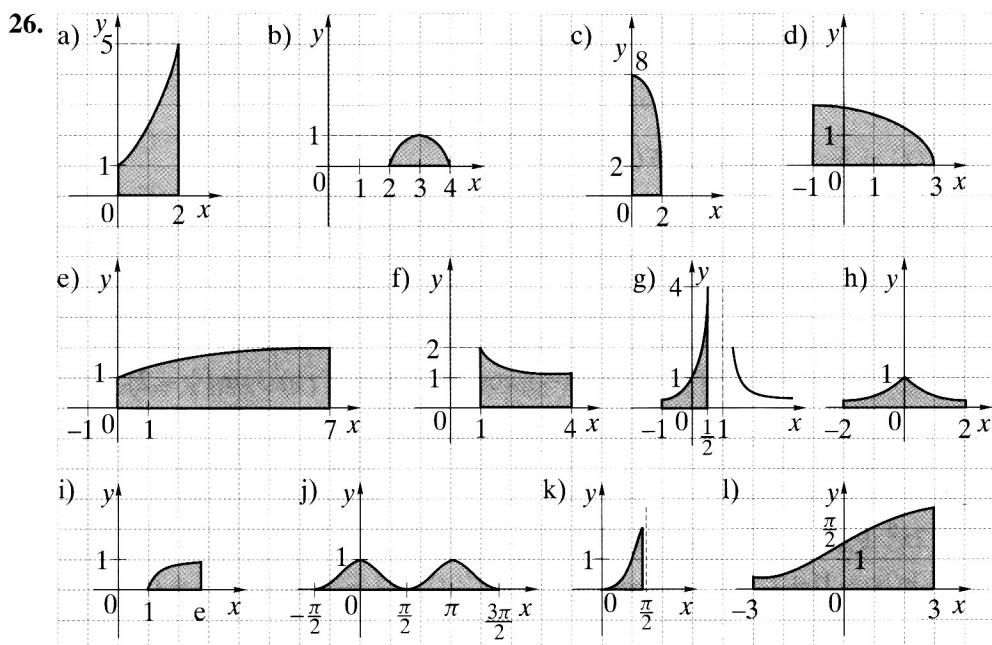 26. a) y b) y c) y 8 d) y
5
1 1 2 1
0 2 x 0 1 2 3 4 x 0 2 x -1 0 1 3 x
e) y f) y g) y h) y
2 4
1 1 1 1
-1 0 1 7 x 0 1 4 x -1 0 1/2 1 x -2 0 2 x
i) y j) y k) y l) y
π/2
1 1 1 1
0 1 e x -π/2 0 π/2 π 3π/2 x 0 π/2 x -3 0 3 x